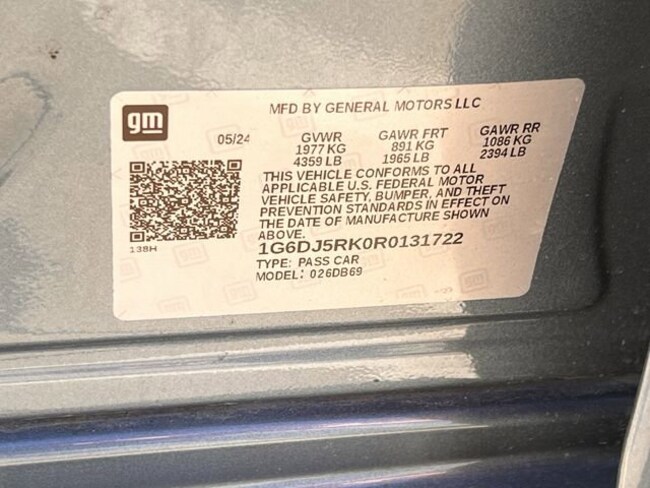 gm
MFD BY GENERAL MOTORS LLC
05/24 GVWR GAWR FRT GAWR RR
1977 KG 891 KG 1086 KG
4359 LB 1965 LB 2394 LB
THIS VEHICLE CONFORMS TO ALL
APPLICABLE U.S. FEDERAL MOTOR
VEHICLE SAFETY, BUMPER, AND THEFT
PREVENTION STANDARDS IN EFFECT ON
THE DATE OF MANUFACTURE SHOWN
ABOVE.
138H
1G6DJ5RK0R0131722
TYPE: PASS CAR
MODEL: 026DB69